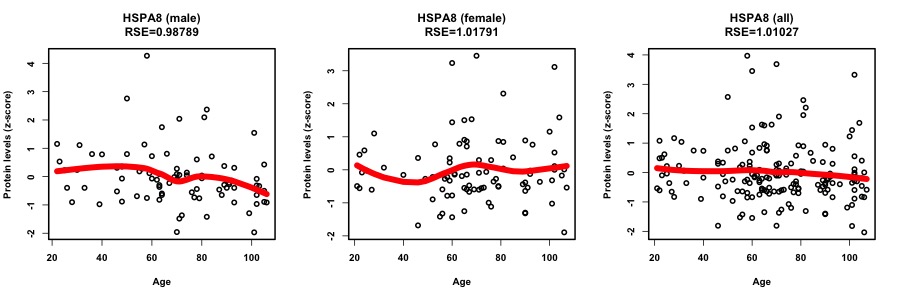 HSPA8 (male)
RSE=0.98789
Protein levels (z-score)
4
3
2
1
0
-1
-2
20
40
60
80
100
Age
HSPA8 (female)
RSE=1.01791
Protein levels (z-score)
3
2
1
0
-1
-2
20
40
60
80
100
Age
HSPA8 (all)
RSE=1.01027
Protein levels (z-score)
4
3
2
1
0
-1
-2
20
40
60
80
100
Age